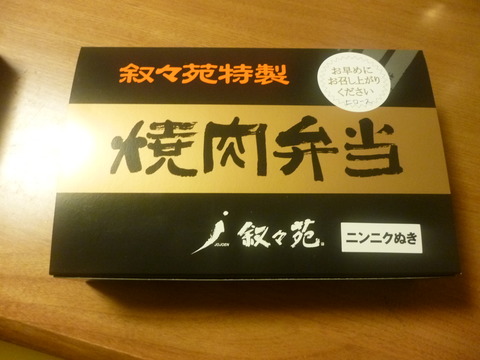 叙々苑特製
お早めに
お召し上がり
ください
焼肉弁当
JOJOEN
叙々苑®
ニンニクぬき